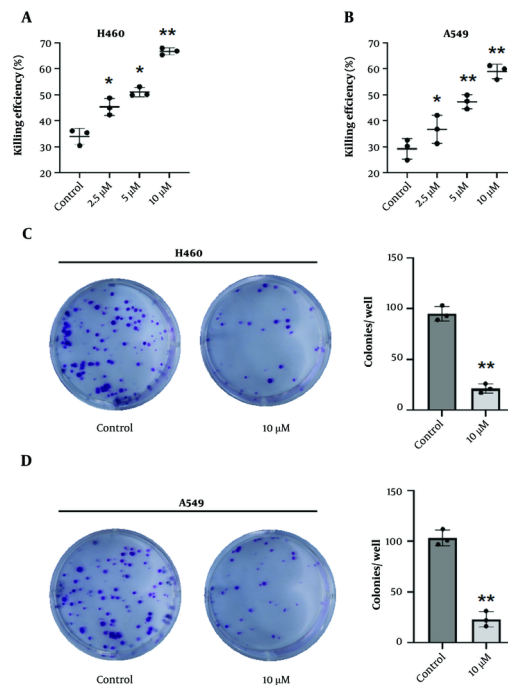 A
H460
Killing effciency (%)
70
60
50
40
30
20
*
*
**
Control
2.5 µM
5 µM
10 µM
B
A549
Killing effciency (%)
70
60
50
40
30
20
*
**
**
Control
2.5 µM
5 µM
10 µM
C
H460
Control
10 µM
Colonies/ well
150
100
50
0
**
Control
10 µM
D
A549
Control
10 µM
Colonies/ well
150
100
50
0
**
Control
10 µM